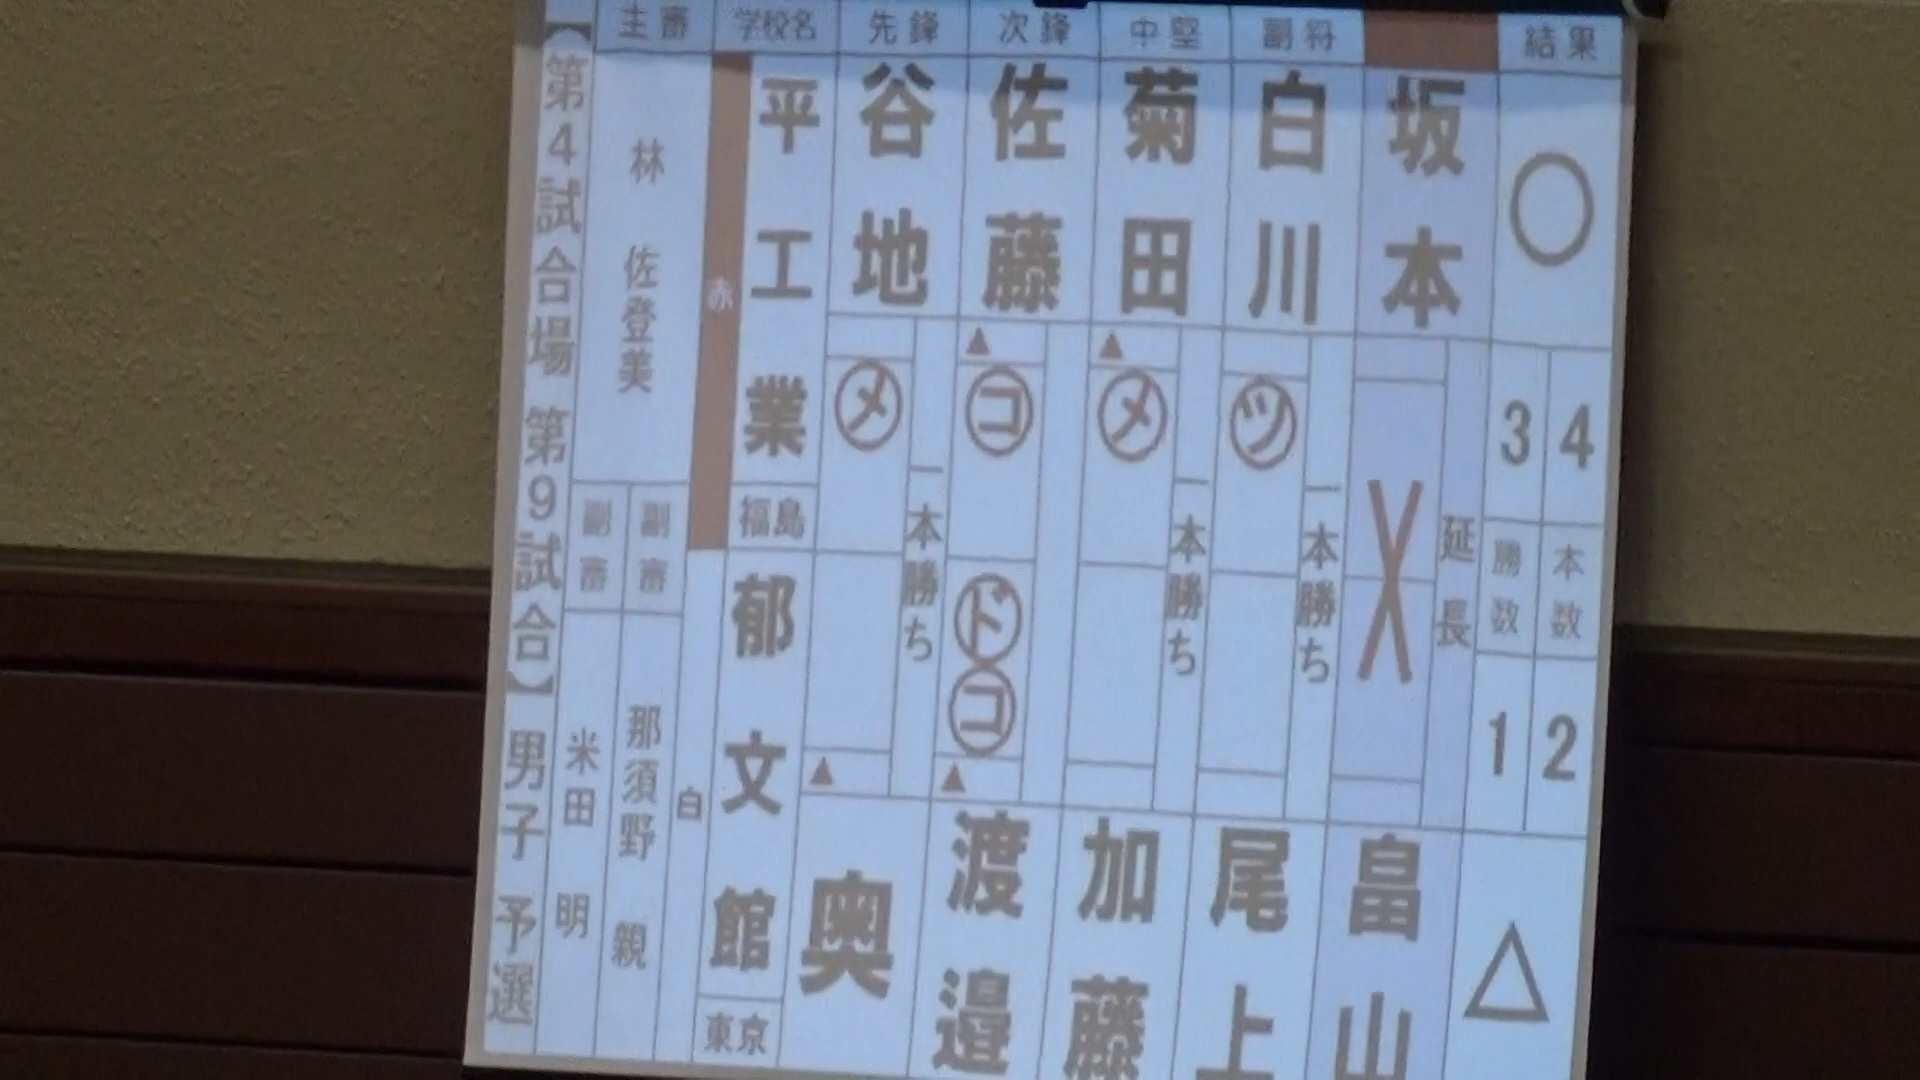 【第4試合場 第9試合】男子 予選
主審 学校名 先鋒 次鋒 中堅 副将 結果
林 佐登美
副審 副審
米田 明
那須野 親
赤
平工業 福島
谷地 佐藤 菊田 白川 坂本 ○
▲ ▲
メ コ メ ツ
一本勝ち 一本勝ち 一本勝ち 延長
3 4
勝数 本数
ド コ
1 2
▲ ▲
白
郁文館 東京
奥 渡邉 加藤 尾上 畠山 △